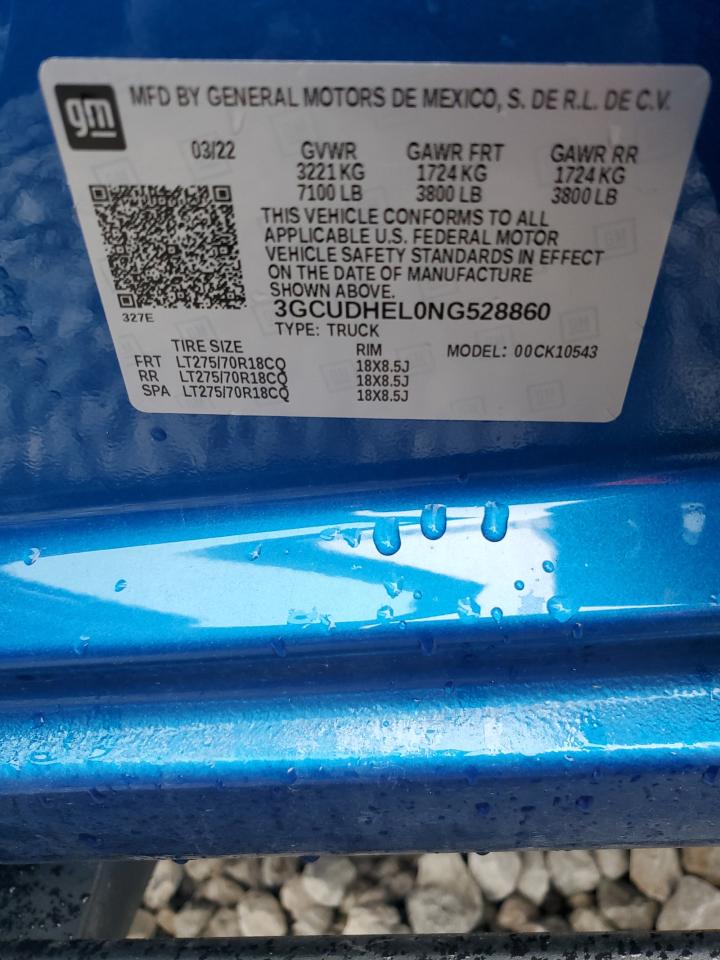 gm
MFD BY GENERAL MOTORS DE MEXICO, S. DE R.L. DE C.V.
03/22 GVWR GAWR FRT GAWR RR
3221 KG 1724 KG 1724 KG
7100 LB 3800 LB 3800 LB
THIS VEHICLE CONFORMS TO ALL
APPLICABLE U.S. FEDERAL MOTOR
VEHICLE SAFETY STANDARDS IN EFFECT
ON THE DATE OF MANUFACTURE
SHOWN ABOVE.
327E
3GCUDHEL0NG528860
TYPE: TRUCK
TIRE SIZE RIM MODEL: 00CK10543
FRT LT275/70R18CQ 18X8.5J
RR LT275/70R18CQ 18X8.5J
SPA LT275/70R18CQ 18X8.5J